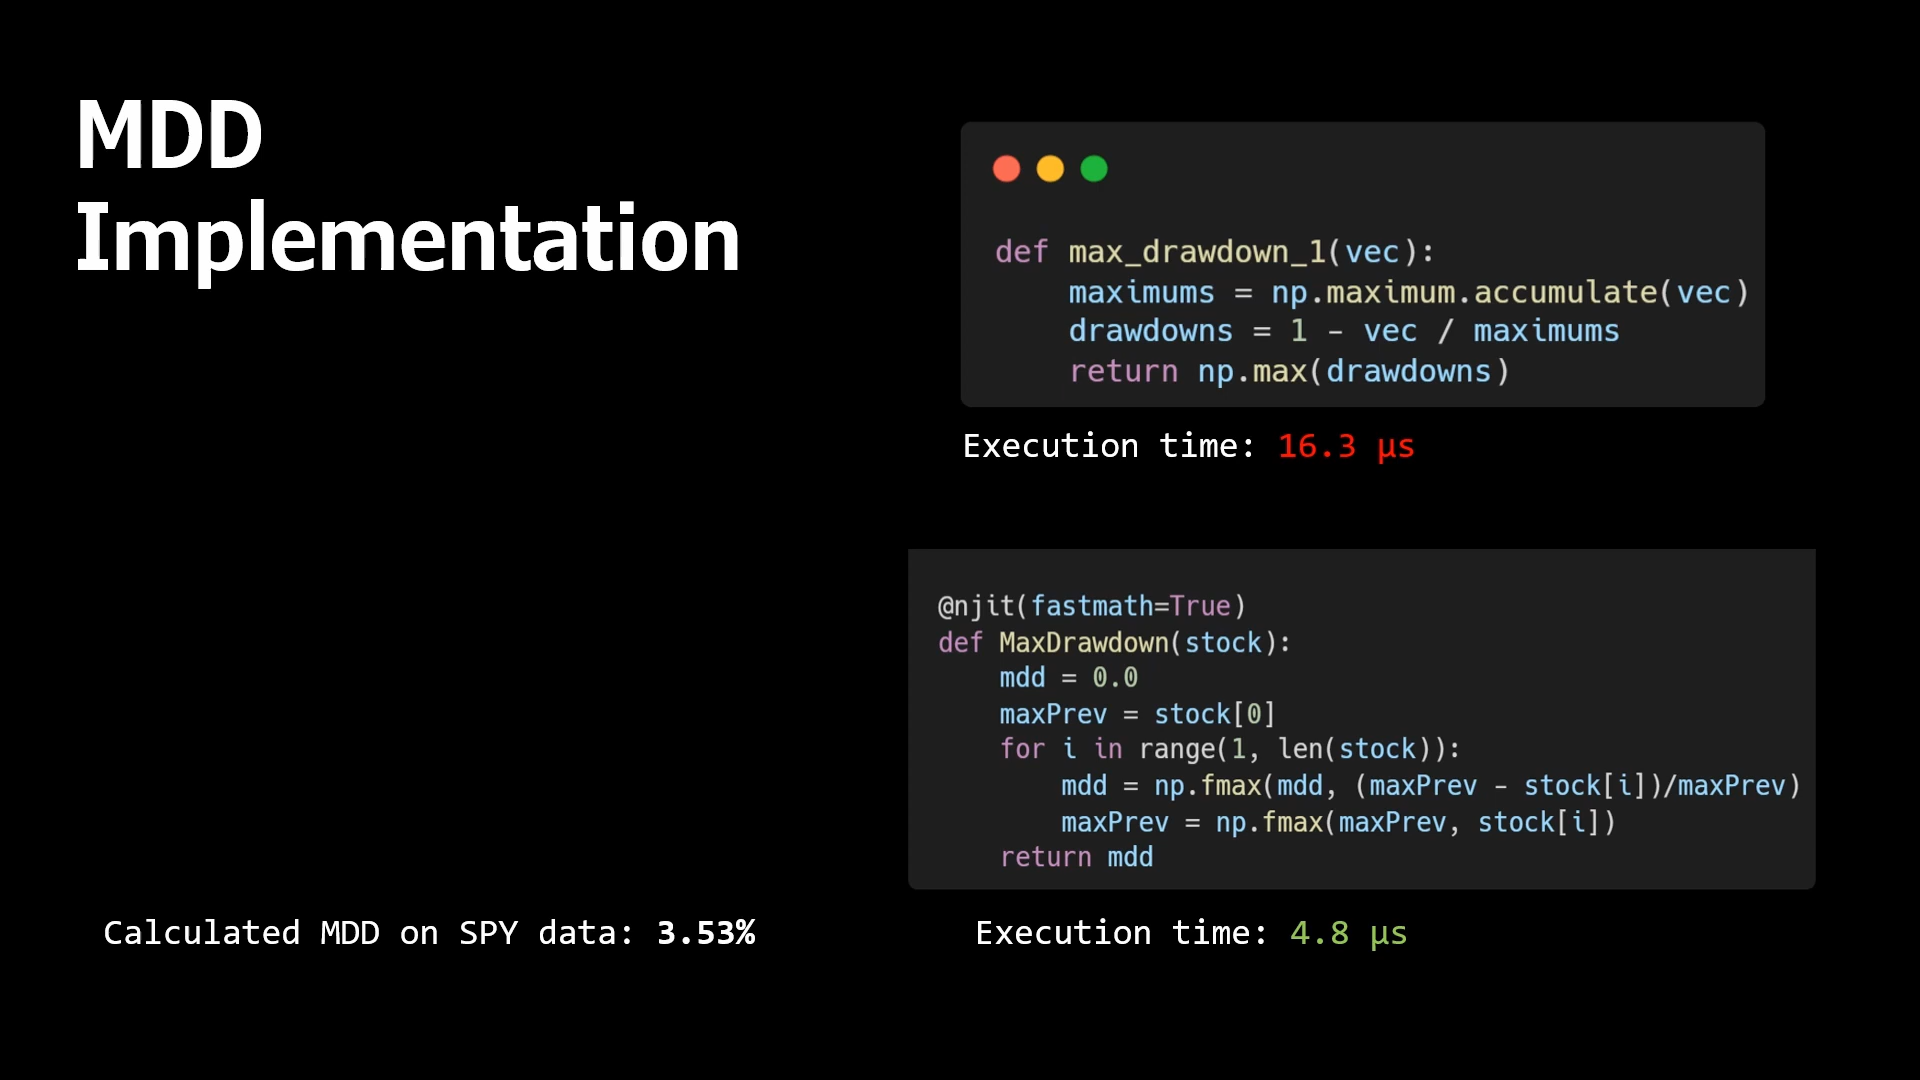 MDD
Implementation
def max_drawdown_1(vec):
    maximums = np.maximum.accumulate(vec)
    drawdowns = 1 - vec / maximums
    return np.max(drawdowns)
Execution time: 16.3 µs
@njit(fastmath=True)
def MaxDrawdown(stock):
    mdd = 0.0
    maxPrev = stock[0]
    for i in range(1, len(stock)):
        mdd = np.fmax(mdd, (maxPrev - stock[i])/maxPrev)
        maxPrev = np.fmax(maxPrev, stock[i])
    return mdd
Calculated MDD on SPY data: 3.53%
Execution time: 4.8 µs